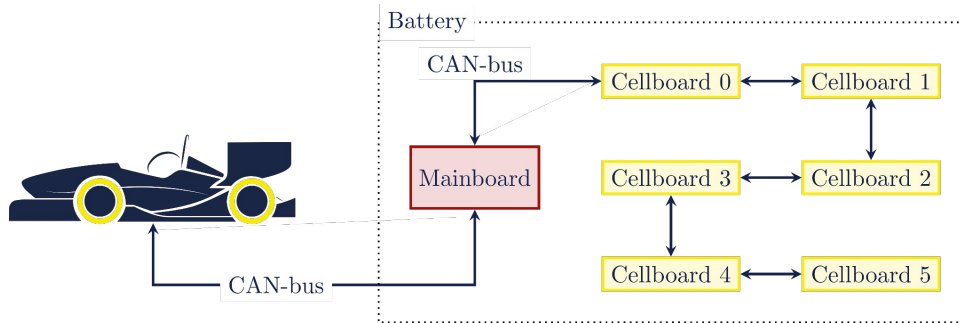 Battery
CAN-bus
Cellboard 0
Cellboard 1
Mainboard
Cellboard 3
Cellboard 2
CAN-bus
Cellboard 4
Cellboard 5